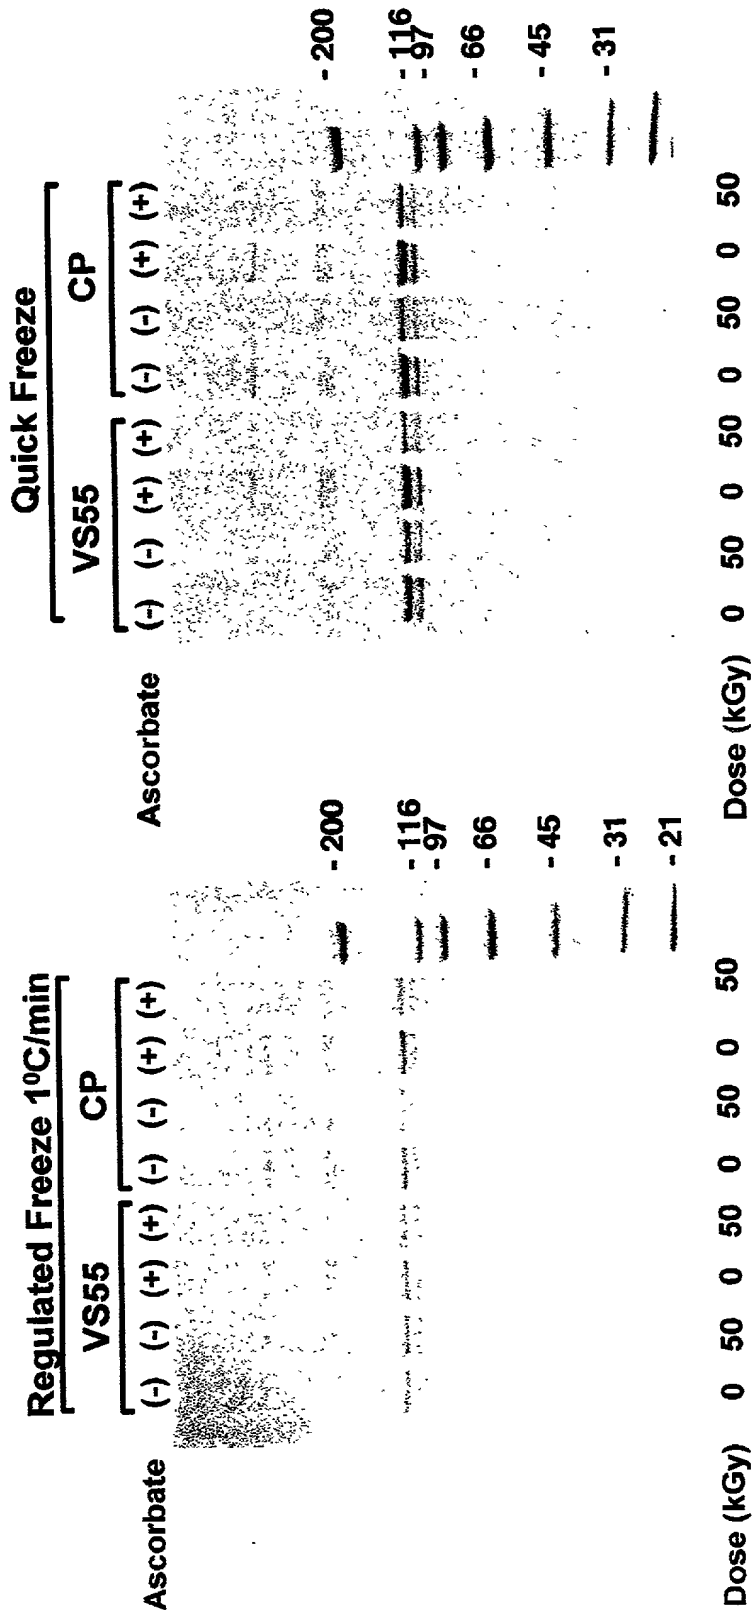 Regulated Freeze 1⁰C/min
VS55 CP
Ascorbate (-) (-) (+) (+) (-) (-) (+) (+)
- 200
- 116
- 97
- 66
- 45
- 31
- 21
Dose (kGy) 0 50 0 50 0 50 0 50
Quick Freeze
VS55 CP
Ascorbate (-) (-) (+) (+) (-) (-) (+) (+)
- 200
- 116
- 97
- 66
- 45
- 31
Dose (kGy) 0 50 0 50 0 50 0 50